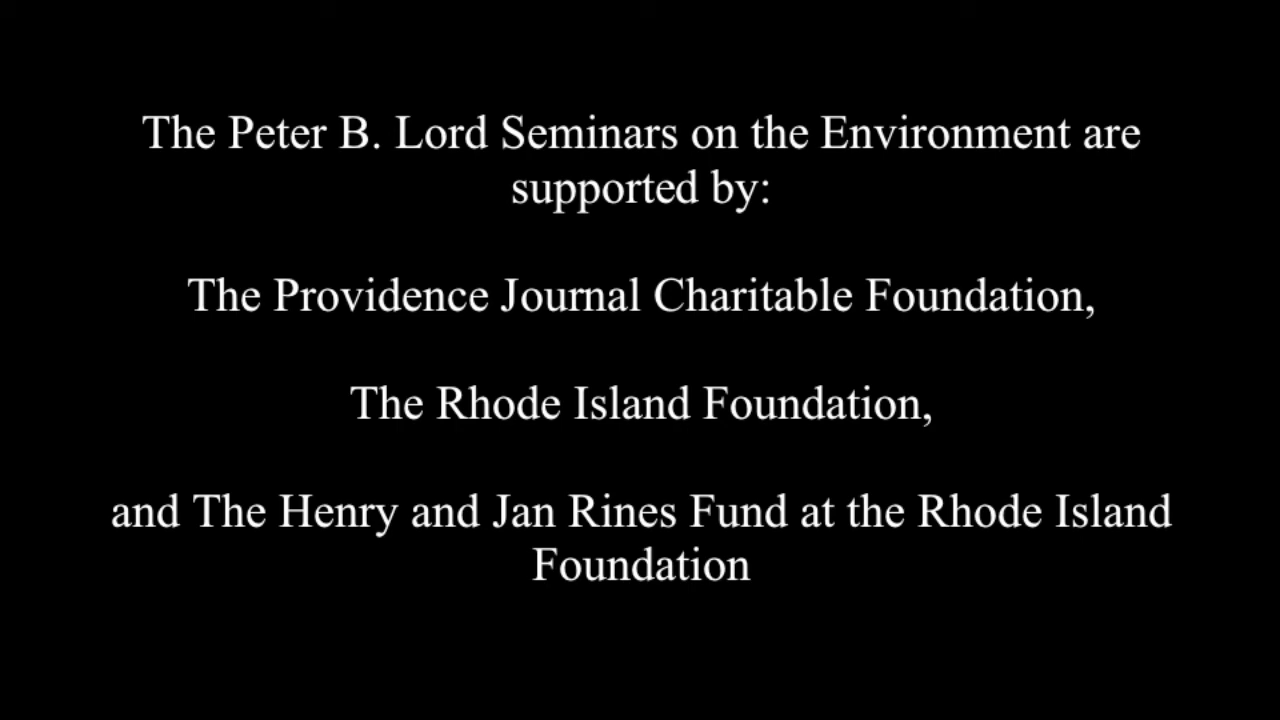 The Peter B. Lord Seminars on the Environment are
supported by:
The Providence Journal Charitable Foundation,
The Rhode Island Foundation,
and The Henry and Jan Rines Fund at the Rhode Island
Foundation